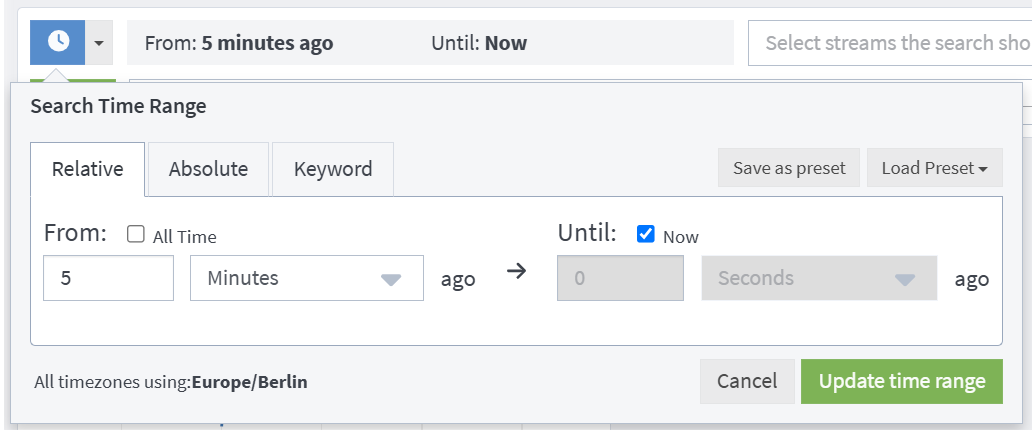 From: 5 minutes ago Until: Now Select streams the search sho
Search Time Range
Relative Absolute Keyword Save as preset Load Preset
From: All Time Until: Now
5 Minutes ago → 0 Seconds ago
All timezones using:Europe/Berlin Cancel Update time range